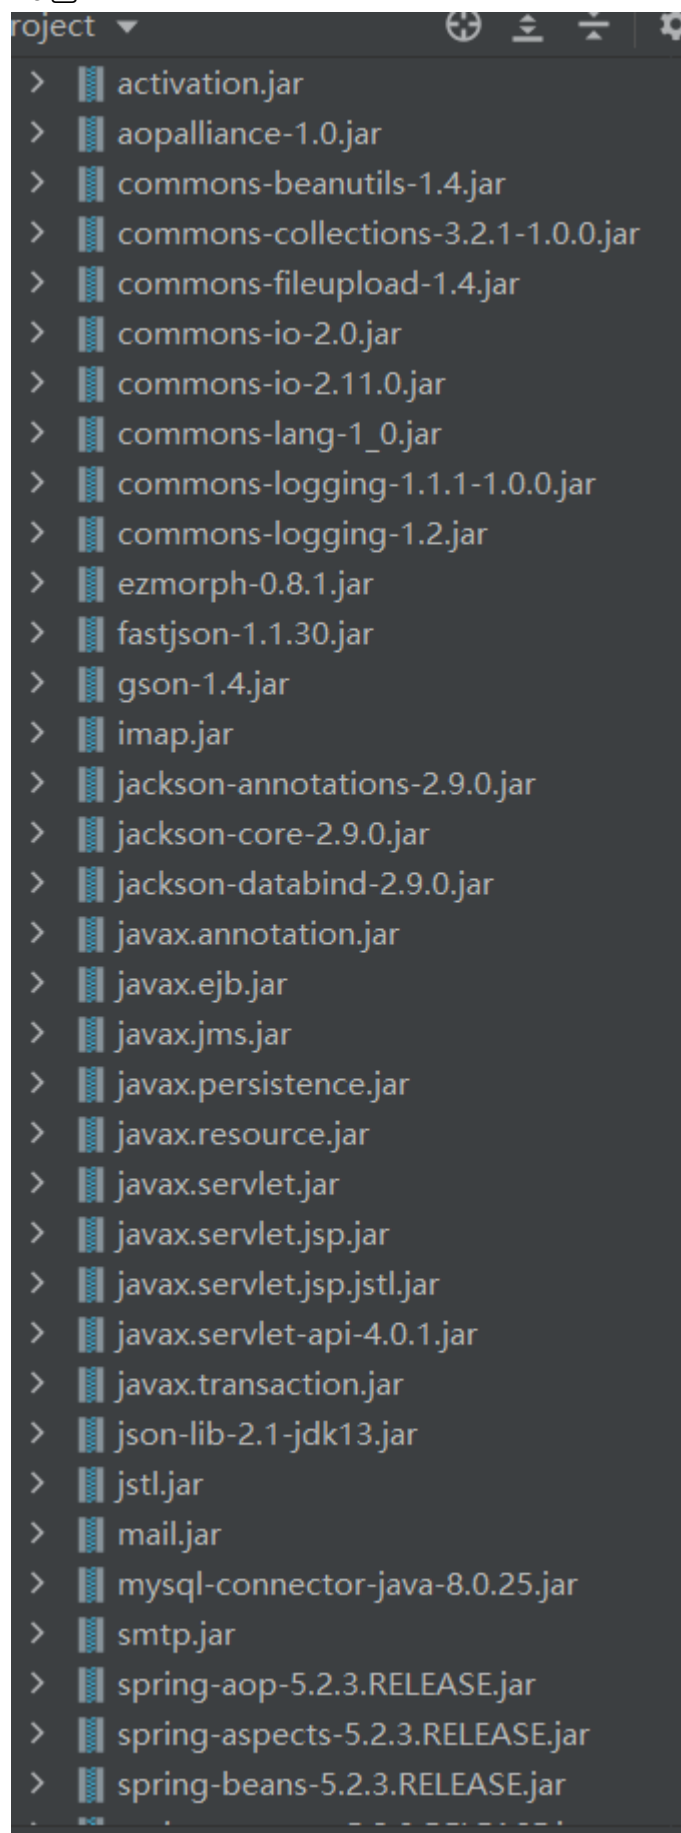 roject
activation.jar
aopalliance-1.0.jar
commons-beanutils-1.4.jar
commons-collections-3.2.1-1.0.0.jar
commons-fileupload-1.4.jar
commons-io-2.0.jar
commons-io-2.11.0.jar
commons-lang-1_0.jar
commons-logging-1.1.1-1.0.0.jar
commons-logging-1.2.jar
ezmorph-0.8.1.jar
fastjson-1.1.30.jar
gson-1.4.jar
imap.jar
jackson-annotations-2.9.0.jar
jackson-core-2.9.0.jar
jackson-databind-2.9.0.jar
javax.annotation.jar
javax.ejb.jar
javax.jms.jar
javax.persistence.jar
javax.resource.jar
javax.servlet.jar
javax.servlet.jsp.jar
javax.servlet.jsp.jstl.jar
javax.servlet-api-4.0.1.jar
javax.transaction.jar
json-lib-2.1-jdk13.jar
jstl.jar
mail.jar
mysql-connector-java-8.0.25.jar
smtp.jar
spring-aop-5.2.3.RELEASE.jar
spring-aspects-5.2.3.RELEASE.jar
spring-beans-5.2.3.RELEASE.jar